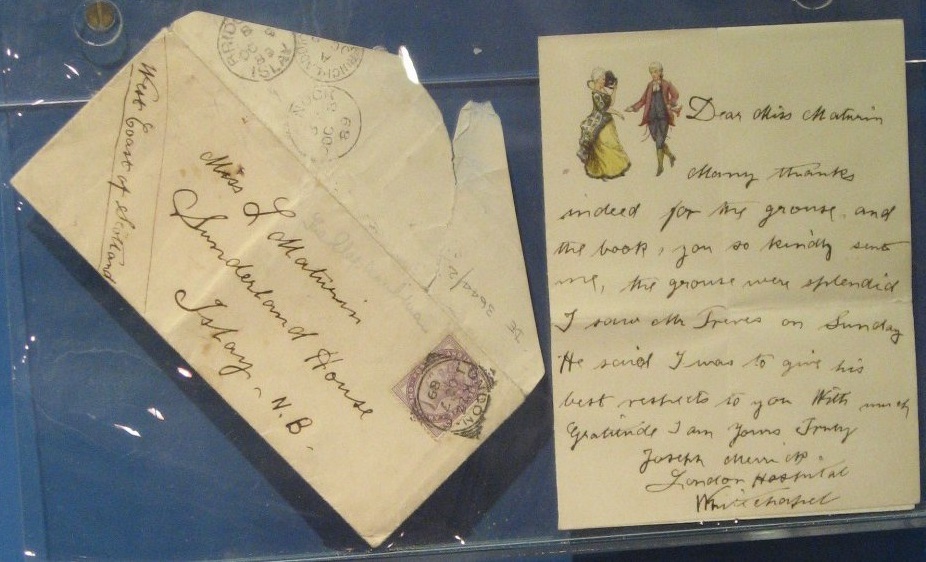 West Coast of Scotland
Miss L Maturin
Sunderland House
Islay, N.B.
LONDON
89
Dear Miss Maturin
Many thanks
indeed for the grouse and
the book, you so kindly sent
me, the grouse were splendid
I saw Mr Treves on Sunday
He said I was to give his
best respects to you With much
Gratitude I am Yours Truly
Joseph Merrick.
London Hospital
Whitechapel